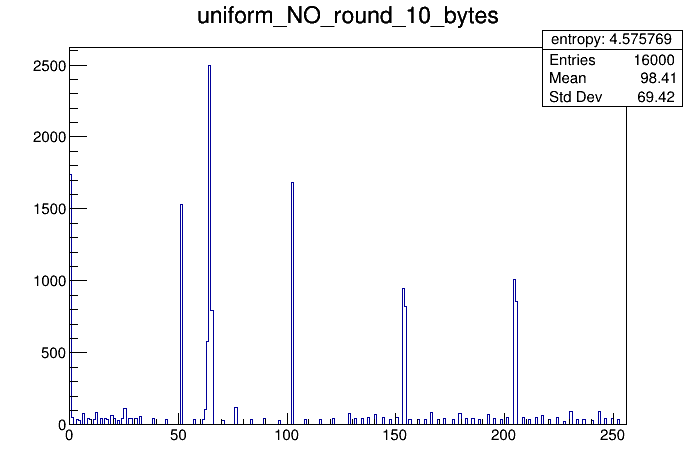 uniform_NO_round_10_bytes
entropy: 4.575769
Entries 16000
Mean 98.41
Std Dev 69.42
2500
2000
1500
1000
500
0
0 50 100 150 200 250